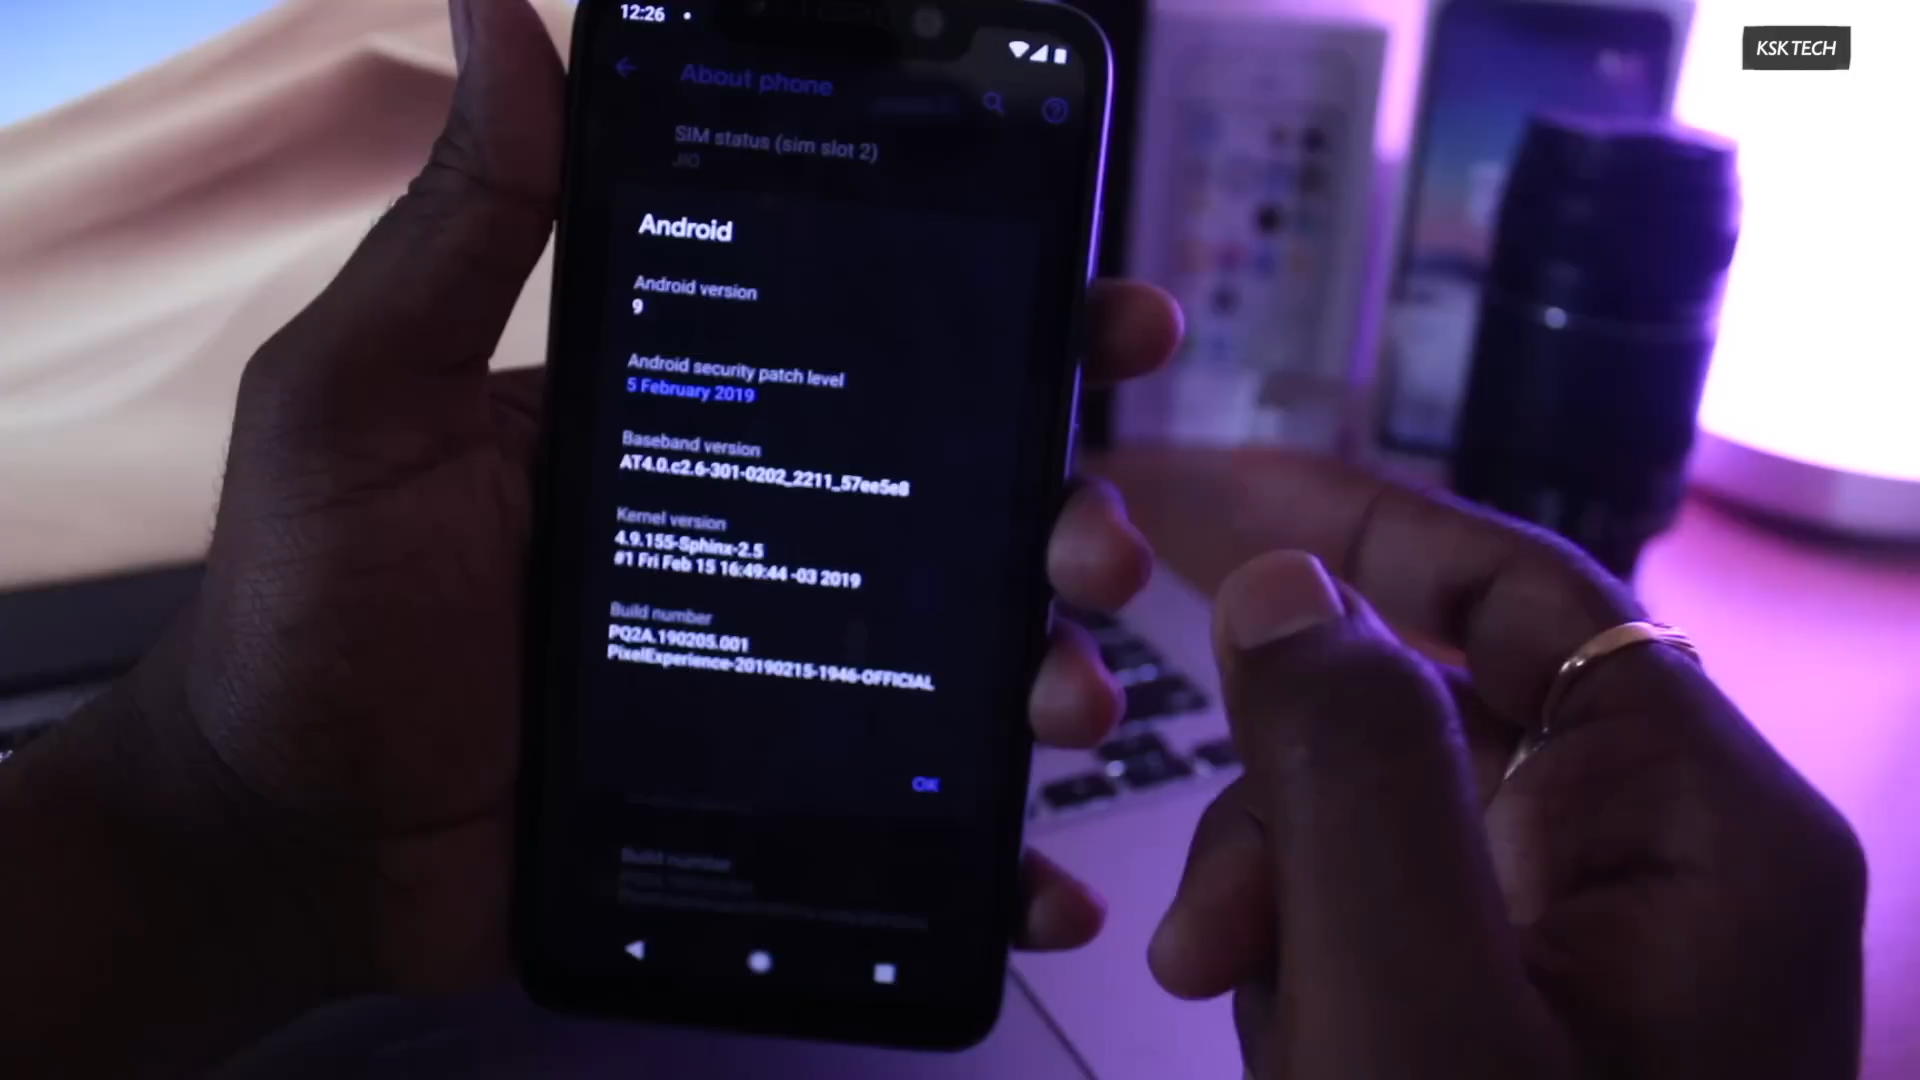 12:26
KSK TECH
About phone
SIM status (sim slot 2)
JIO
Android
Android version
9
Android security patch level
5 February 2019
Baseband version
AT4.0.c2.6-301-0202_2211_57ee5e8
Kernel version
4.9.155-Sphinx-2.5
#1 Fri Feb 15 16:49:44 -03 2019
Build number
PQ2A.190205.001
PixelExperience-20190215-1946-OFFICIAL
OK
Build number